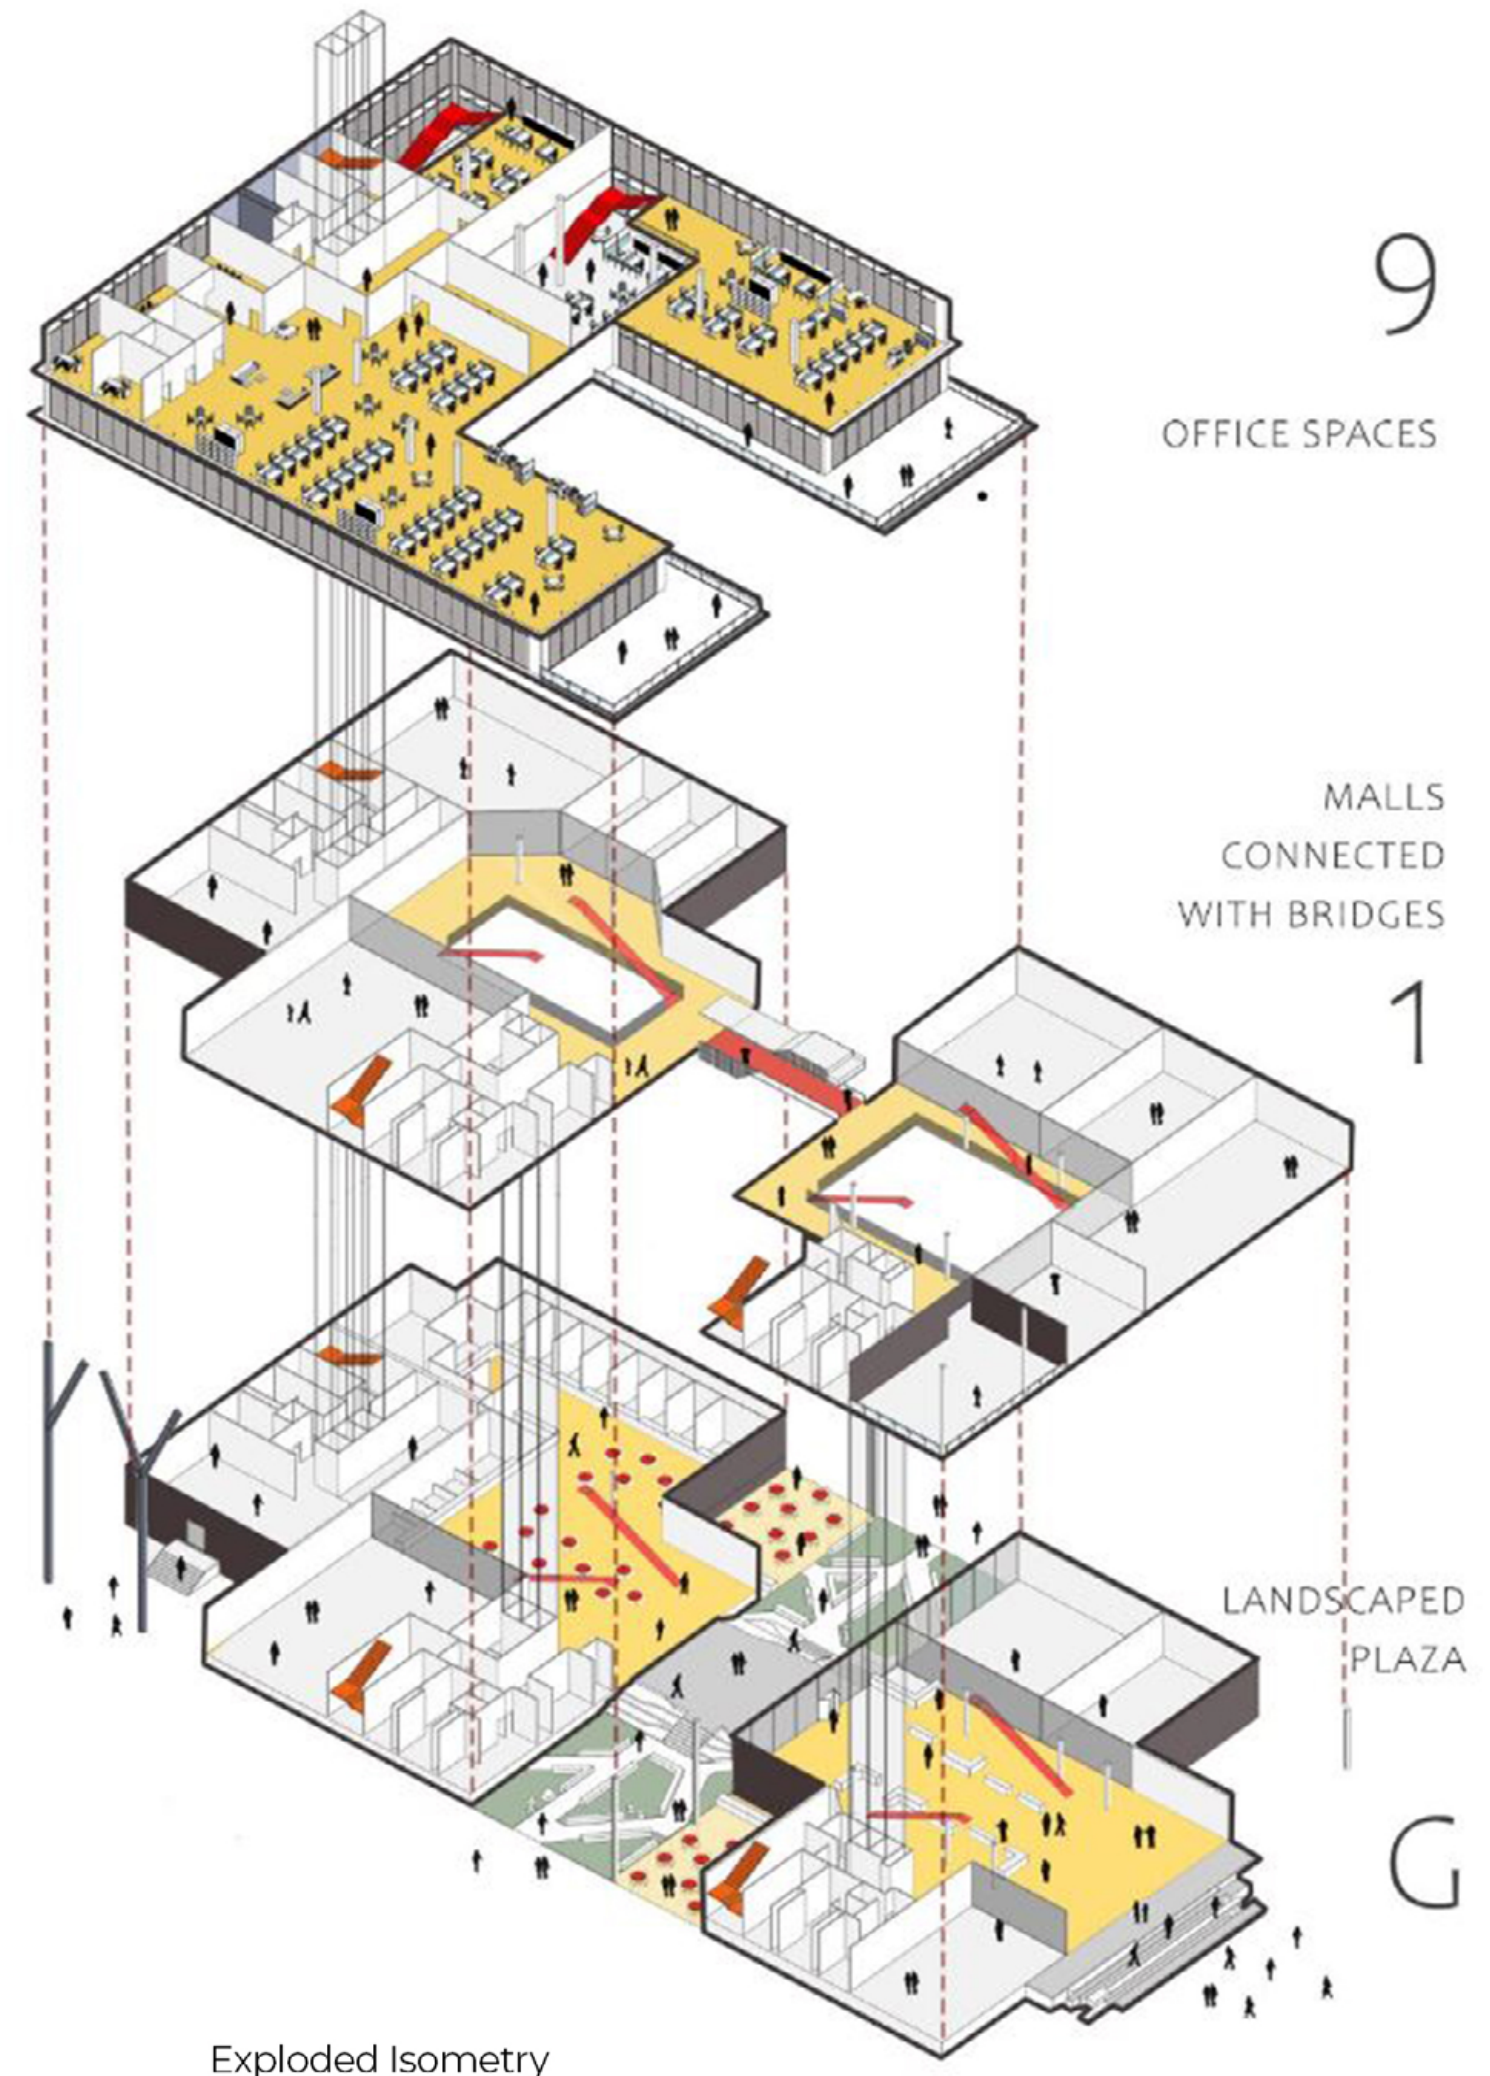 9
OFFICE SPACES
MALLS
CONNECTED
WITH BRIDGES
1
LANDSCAPED
PLAZA
G
Exploded Isometry